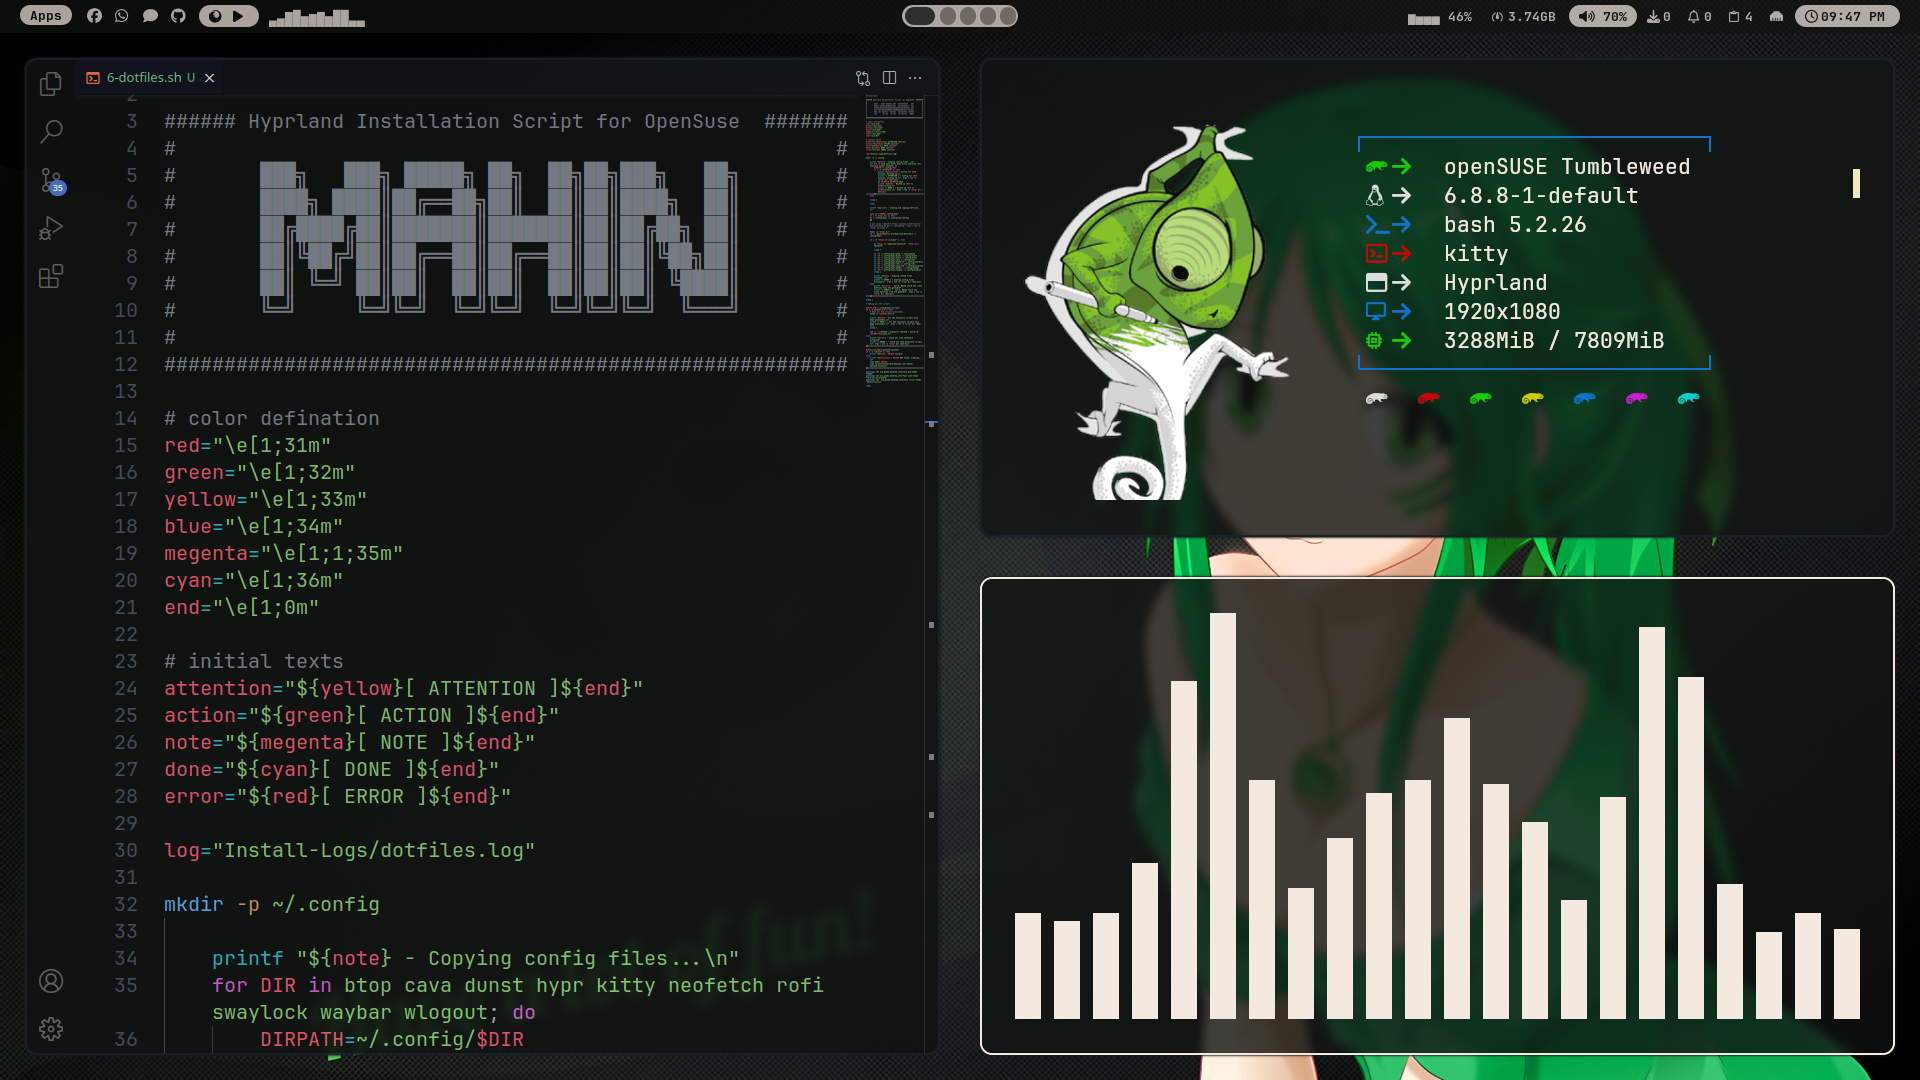 Apps
46%
3.74GB
70%
0
0
4
09:47 PM
6-dotfiles.sh U
35
2
3 ###### Hyprland Installation Script for OpenSuse #######
4 # #
5 # #
6 # #
7 # #
8 # #
9 # #
10 # #
11 # #
12 #########################################################
13
14 # color defination
15 red="\e[1;31m"
16 green="\e[1;32m"
17 yellow="\e[1;33m"
18 blue="\e[1;34m"
19 megenta="\e[1;1;35m"
20 cyan="\e[1;36m"
21 end="\e[1;0m"
22
23 # initial texts
24 attention="${yellow}[ ATTENTION ]${end}"
25 action="${green}[ ACTION ]${end}"
26 note="${megenta}[ NOTE ]${end}"
27 done="${cyan}[ DONE ]${end}"
28 error="${red}[ ERROR ]${end}"
29
30 log="Install-Logs/dotfiles.log"
31
32 mkdir -p ~/.config
33
34 printf "${note} - Copying config files...\n"
35 for DIR in btop cava dunst hypr kitty neofetch rofi
swaylock waybar wlogout; do
36 DIRPATH=~/.config/$DIR
of fun!
openSUSE Tumbleweed
6.8.8-1-default
bash 5.2.26
kitty
Hyprland
1920x1080
3288MiB / 7809MiB